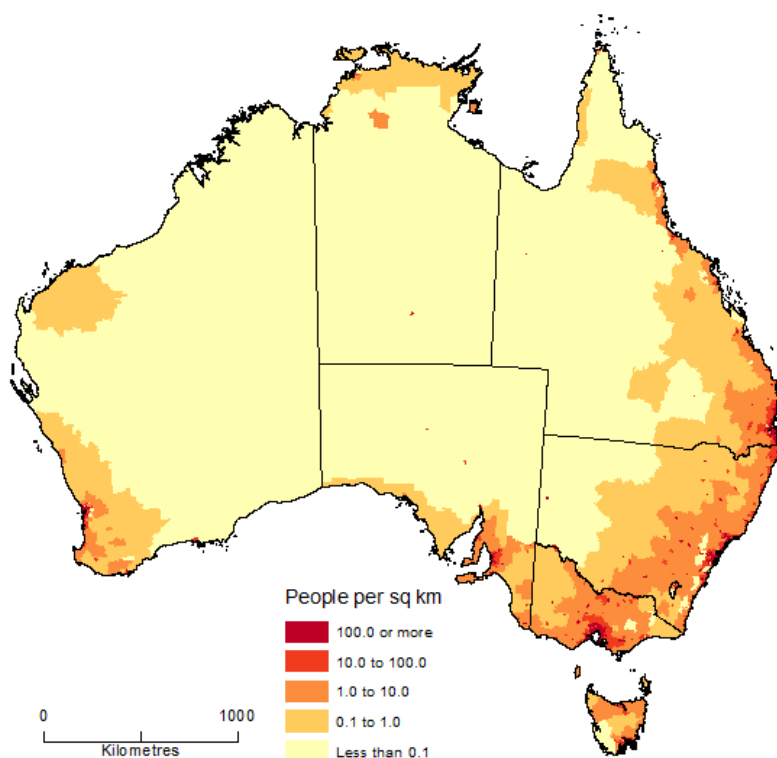 People per sq km
100.0 or more
10.0 to 100.0
1.0 to 10.0
0.1 to 1.0
Less than 0.1
0 1000
Kilometres